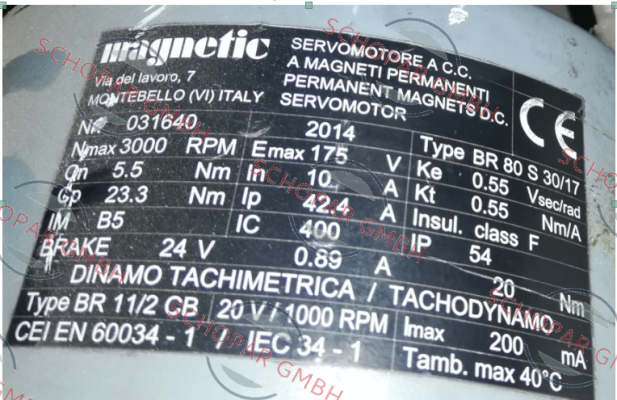 magnetic
Via del lavoro, 7
MONTEBELLO (VI) ITALY
SERVOMOTORE A C.C.
A MAGNETI PERMANENTI
PERMANENT MAGNETS D.C.
SERVOMOTOR
CE
Nr 031640 2014 Type BR 80 S 30/17
Nmax 3000 RPM Emax 175 V Ke 0.55 Vsec/rad
Qn 5.5 Nm In 10 A Kt 0.55 Nm/A
Gp 23.3 Nm Ip 42.4 A Insul. class F
IM B5 IC 400 IP 54
BRAKE 24 V 0.89 A 20 Nm
DINAMO TACHIMETRICA / TACHODYNAMO
Type BR 11/2 CB 20 V / 1000 RPM Imax 200 mA
CEI EN 60034 - 1 / IEC 34 - 1 Tamb. max 40°C
SCHOPAR GMBH